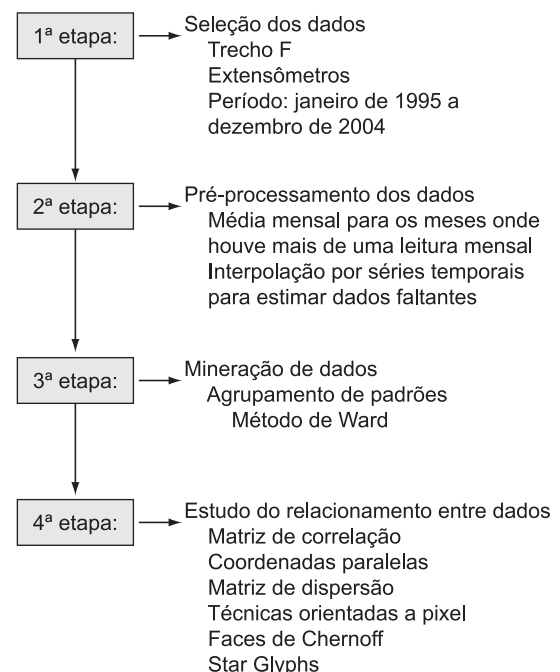 1ª etapa:
Seleção dos dados
Trecho F
Extensômetros
Período: janeiro de 1995 a
dezembro de 2004
2ª etapa:
Pré-processamento dos dados
Média mensal para os meses onde
houve mais de uma leitura mensal
Interpolação por séries temporais
para estimar dados faltantes
3ª etapa:
Mineração de dados
Agrupamento de padrões
Método de Ward
4ª etapa:
Estudo do relacionamento entre dados
Matriz de correlação
Coordenadas paralelas
Matriz de dispersão
Técnicas orientadas a pixel
Faces de Chernoff
Star Glyphs